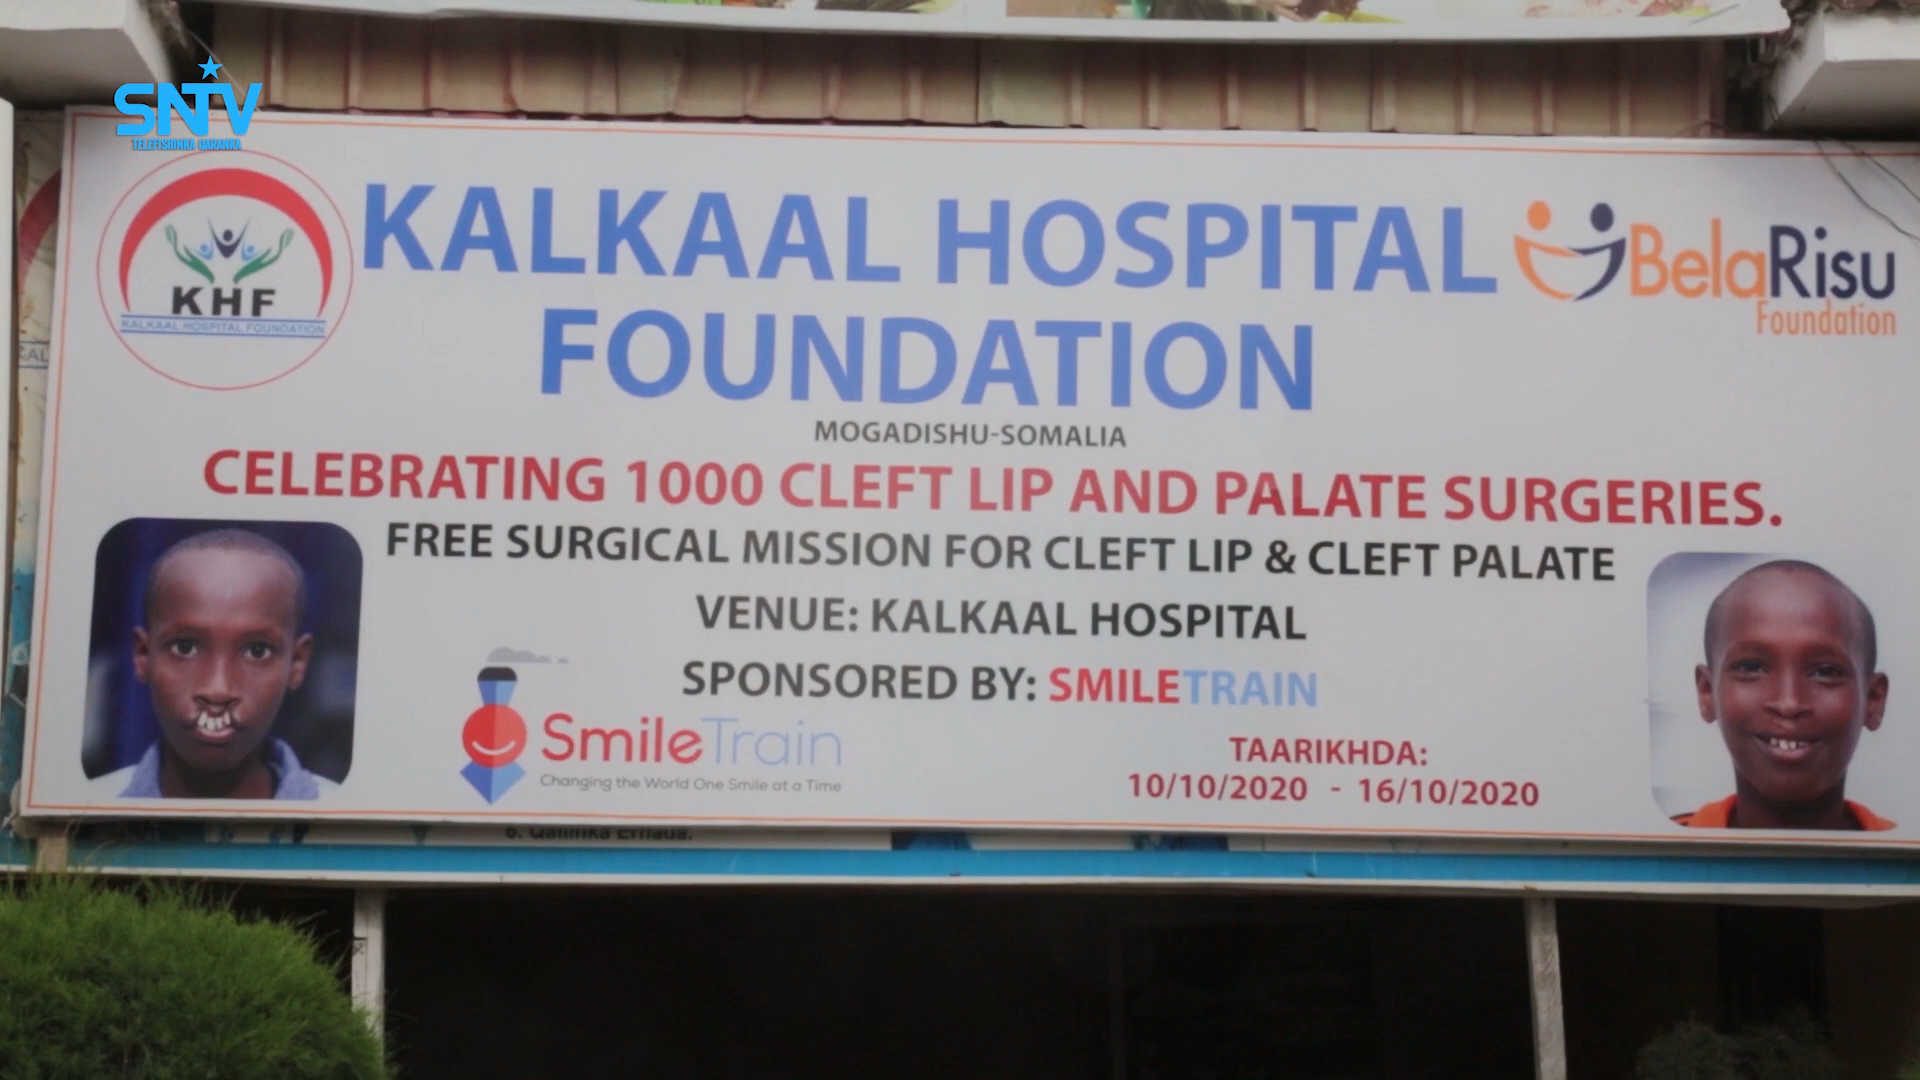 SNTV
TELEFISHINKA QARANKA
KHF
KALKAAL HOSPITAL FOUNDATION
KALKAAL HOSPITAL
FOUNDATION
BelaRisu
Foundation
MOGADISHU-SOMALIA
CELEBRATING 1000 CLEFT LIP AND PALATE SURGERIES.
FREE SURGICAL MISSION FOR CLEFT LIP & CLEFT PALATE
VENUE: KALKAAL HOSPITAL
SPONSORED BY: SMILETRAIN
SmileTrain
Changing the World One Smile at a Time
TAARIKHDA:
10/10/2020 - 16/10/2020